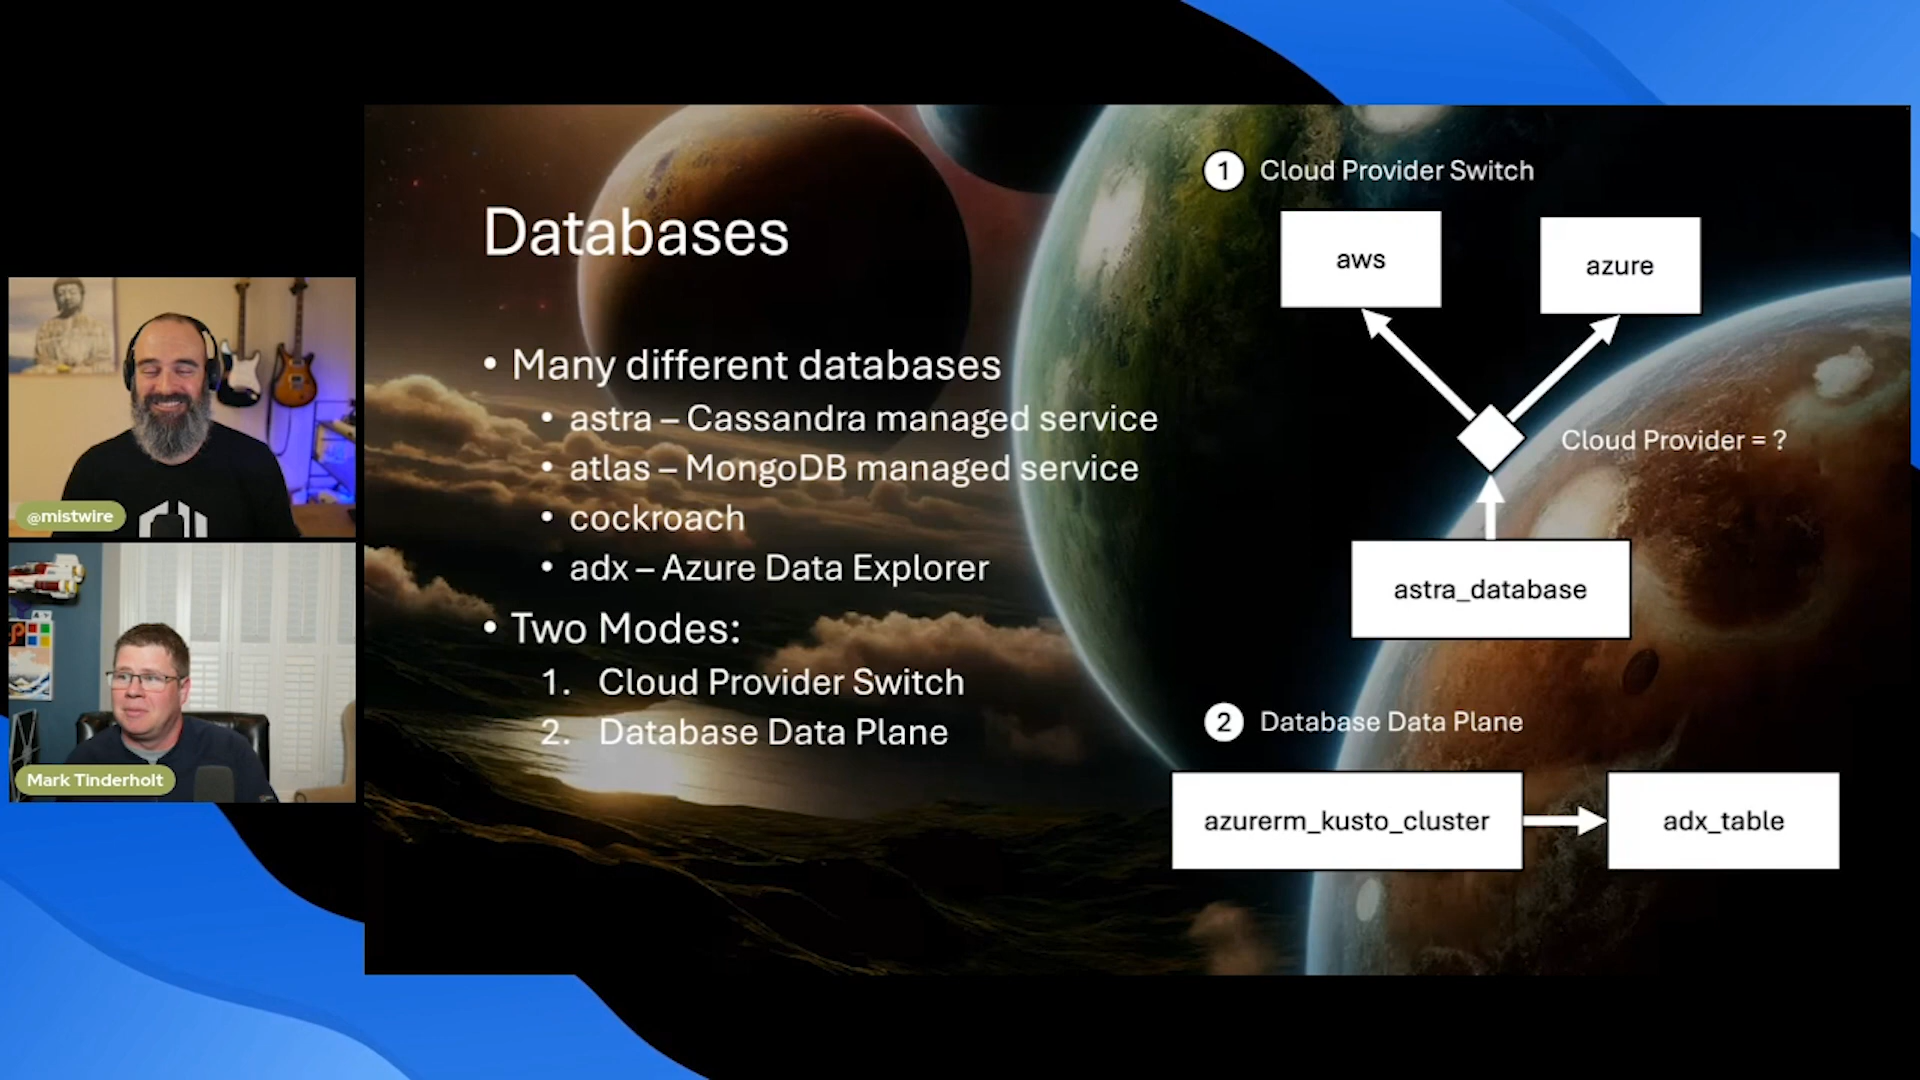 Databases
• Many different databases
• astra – Cassandra managed service
• atlas – MongoDB managed service
• cockroach
• adx – Azure Data Explorer
• Two Modes:
1. Cloud Provider Switch
2. Database Data Plane
1 Cloud Provider Switch
aws
azure
Cloud Provider = ?
astra_database
2 Database Data Plane
azurerm_kusto_cluster
adx_table
@mistwire
Mark Tinderholt